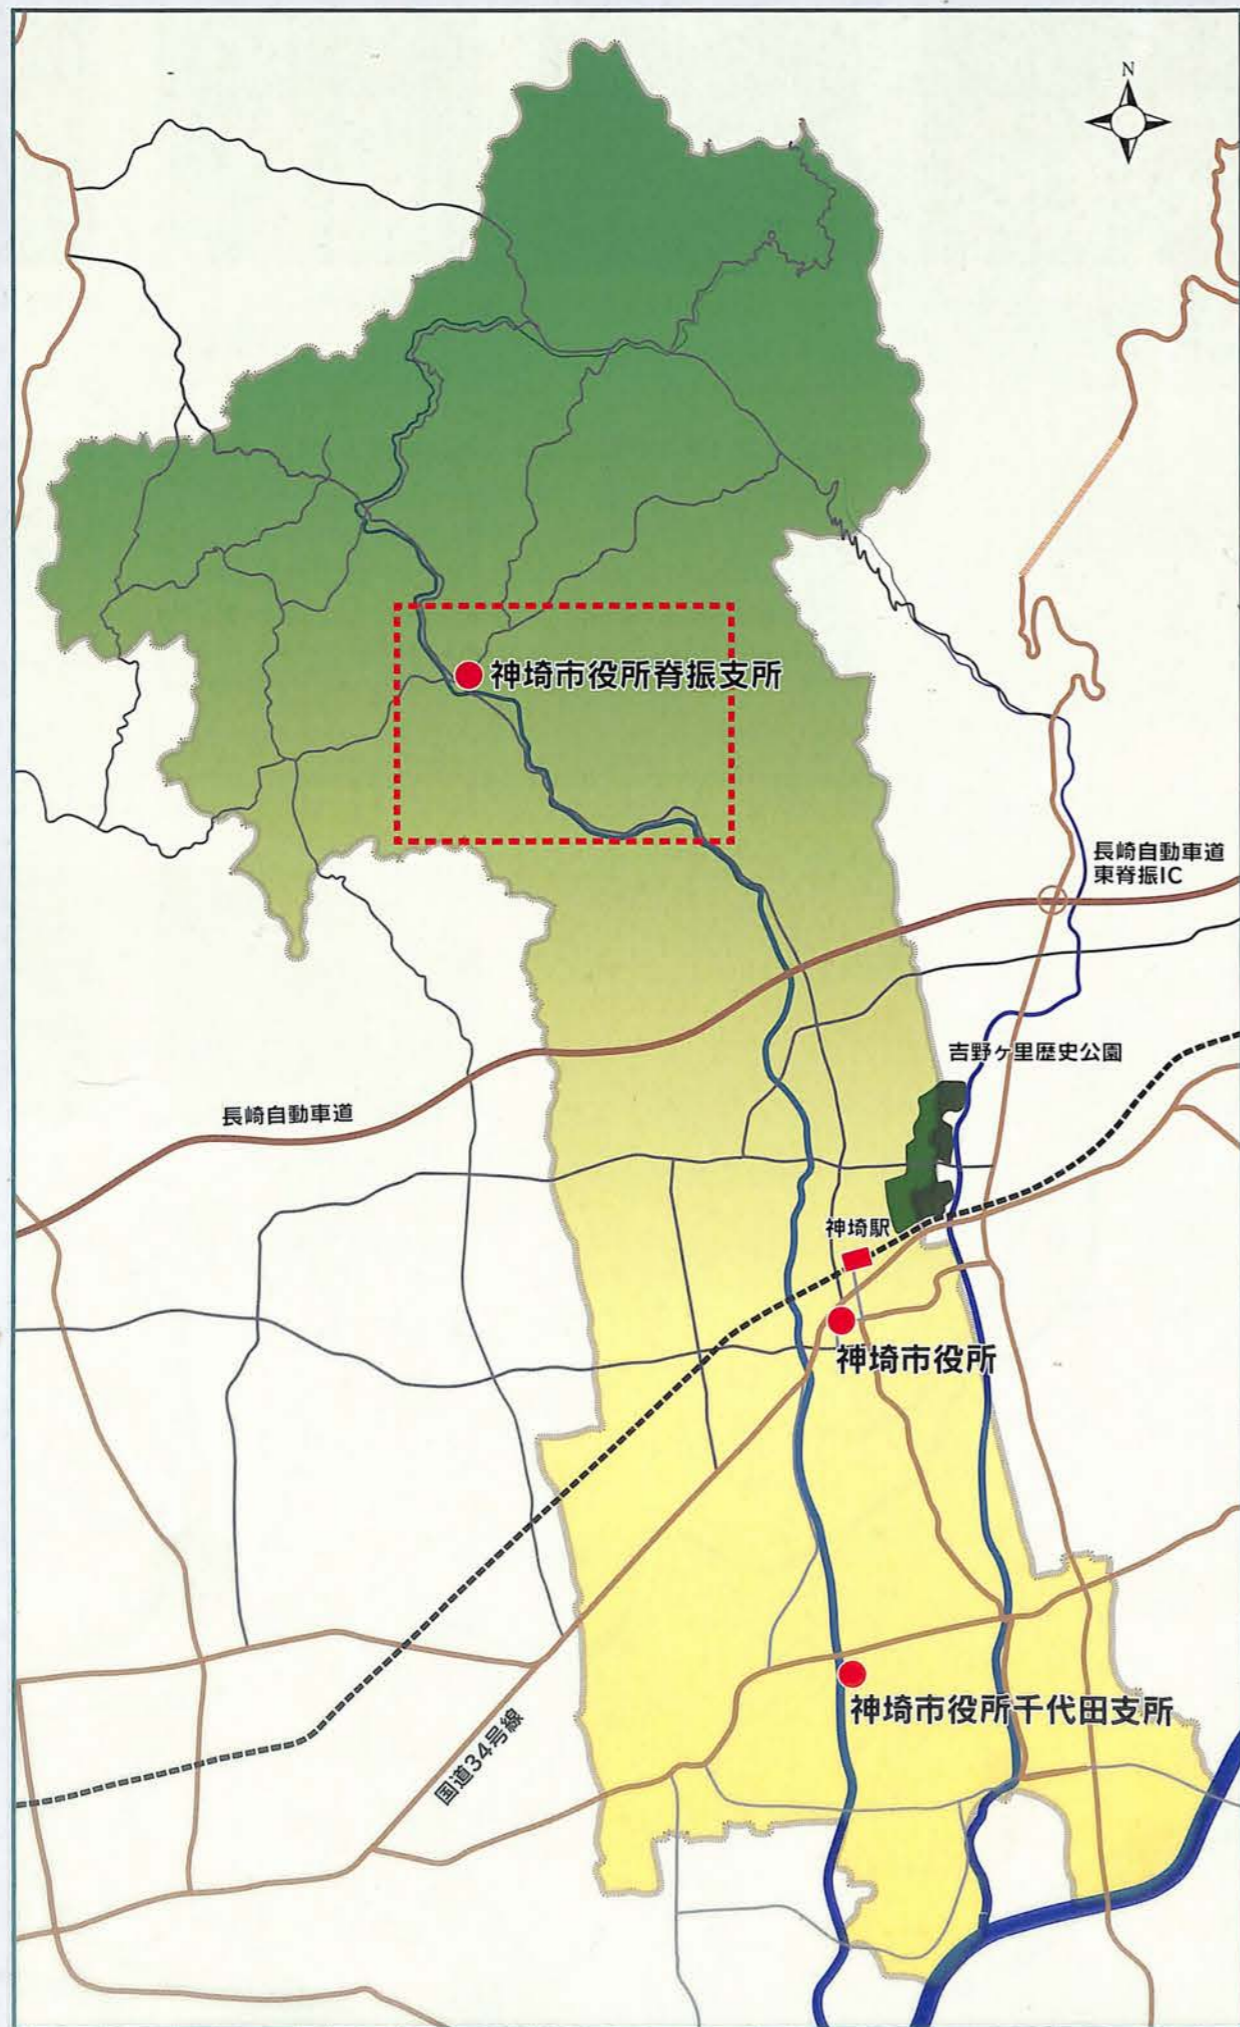 N
神埼市役所脊振支所
長崎自動車道
東脊振IC
吉野ヶ里歴史公園
長崎自動車道
神埼駅
神埼市役所
神埼市役所千代田支所
国道34号線